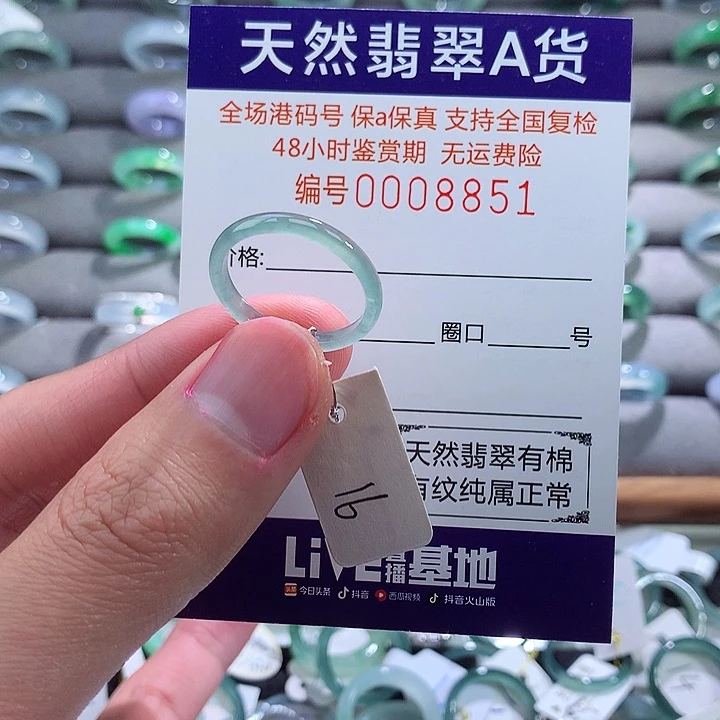 天然翡翠A货
全场港码号 保a保真 支持全国复检
48小时鉴赏期 无运费险
编号0008851
价格:
圈口 号
天然翡翠有棉
有纹纯属正常
16
Live直播基地
今日头条 抖音 西瓜视频 抖音火山版